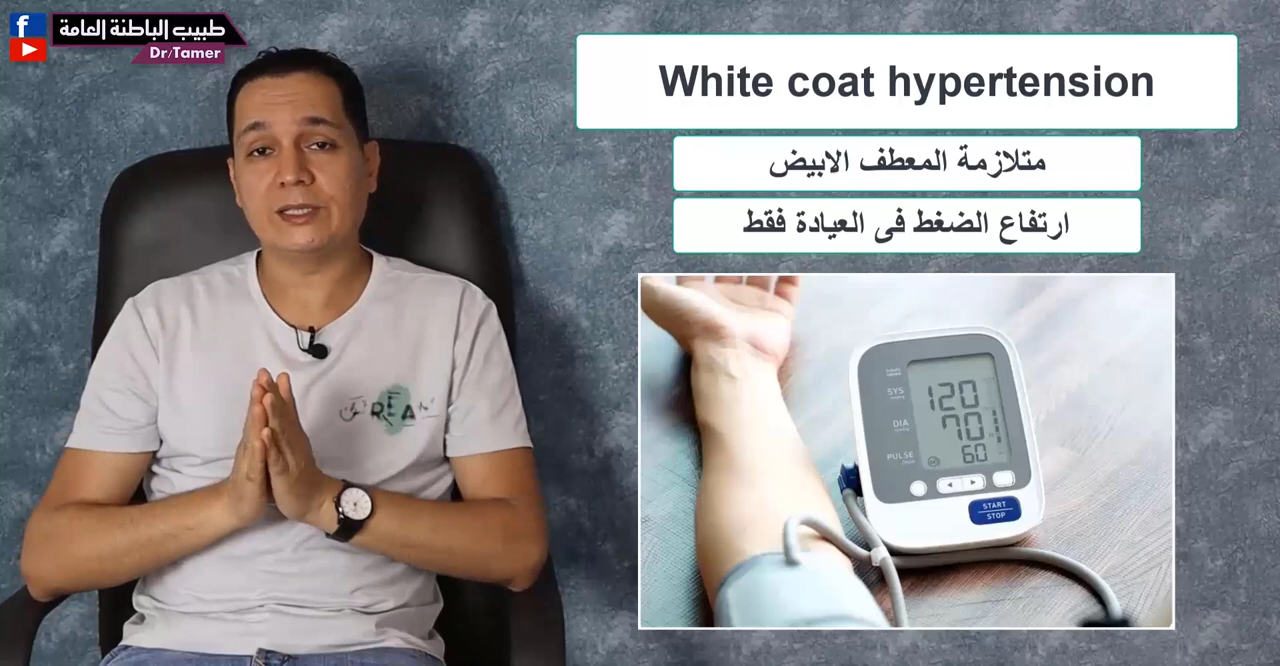 طبيب الباطنة العامة
Dr/Tamer
White coat hypertension
متلازمة المعطف الابيض
ارتفاع الضغط فى العيادة فقط
SYS
120
DIA
70
PULSE
60
START
STOP